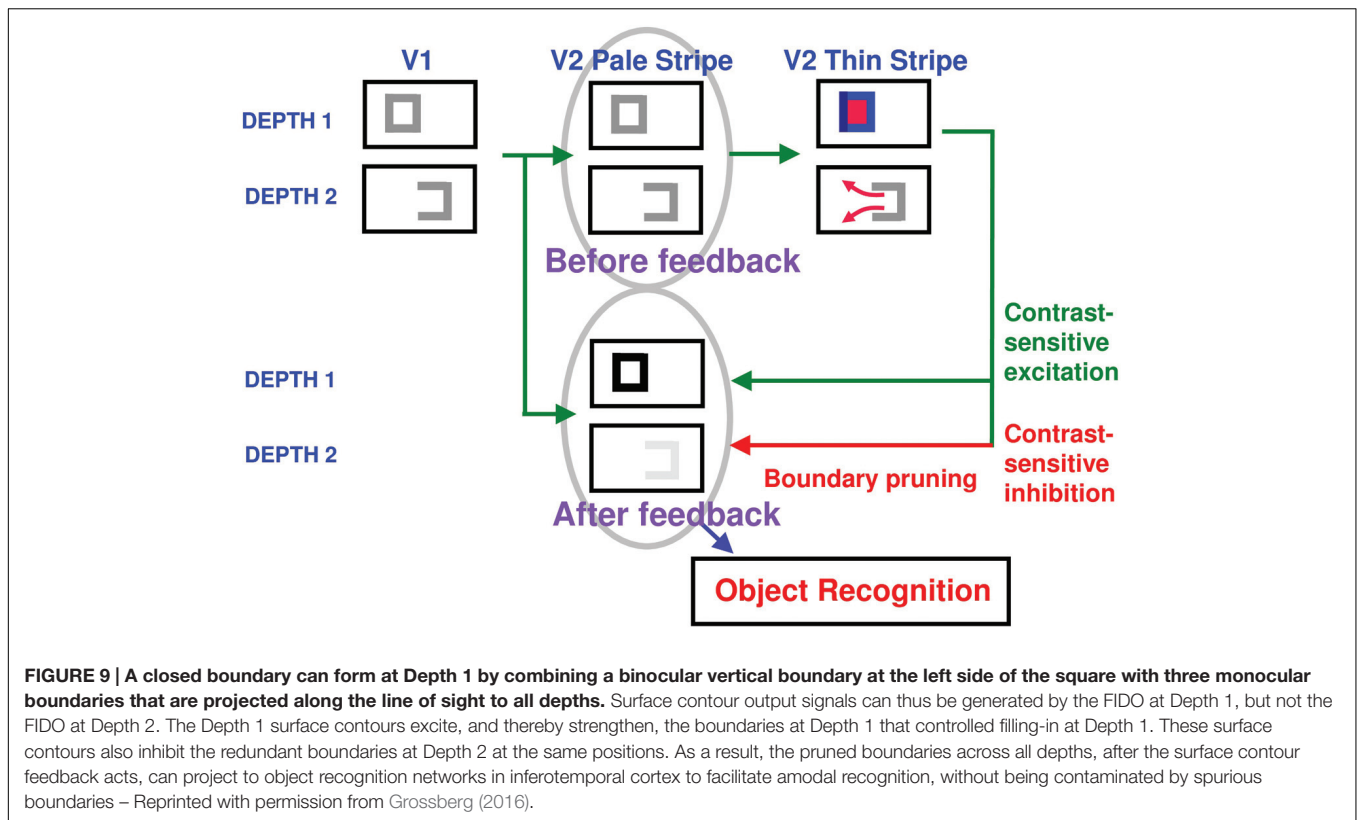 V1
V2 Pale Stripe
V2 Thin Stripe
DEPTH 1
DEPTH 2
Before feedback
Contrast-
sensitive
excitation
DEPTH 1
DEPTH 2
Contrast-
sensitive
inhibition
Boundary pruning
After feedback
Object Recognition
FIGURE 9 | A closed boundary can form at Depth 1 by combining a binocular vertical boundary at the left side of the square with three monocular
boundaries that are projected along the line of sight to all depths. Surface contour output signals can thus be generated by the FIDO at Depth 1, but not the
FIDO at Depth 2. The Depth 1 surface contours excite, and thereby strengthen, the boundaries at Depth 1 that controlled filling-in at Depth 1. These surface
contours also inhibit the redundant boundaries at Depth 2 at the same positions. As a result, the pruned boundaries across all depths, after the surface contour
feedback acts, can project to object recognition networks in inferotemporal cortex to facilitate amodal recognition, without being contaminated by spurious
boundaries – Reprinted with permission from Grossberg (2016).